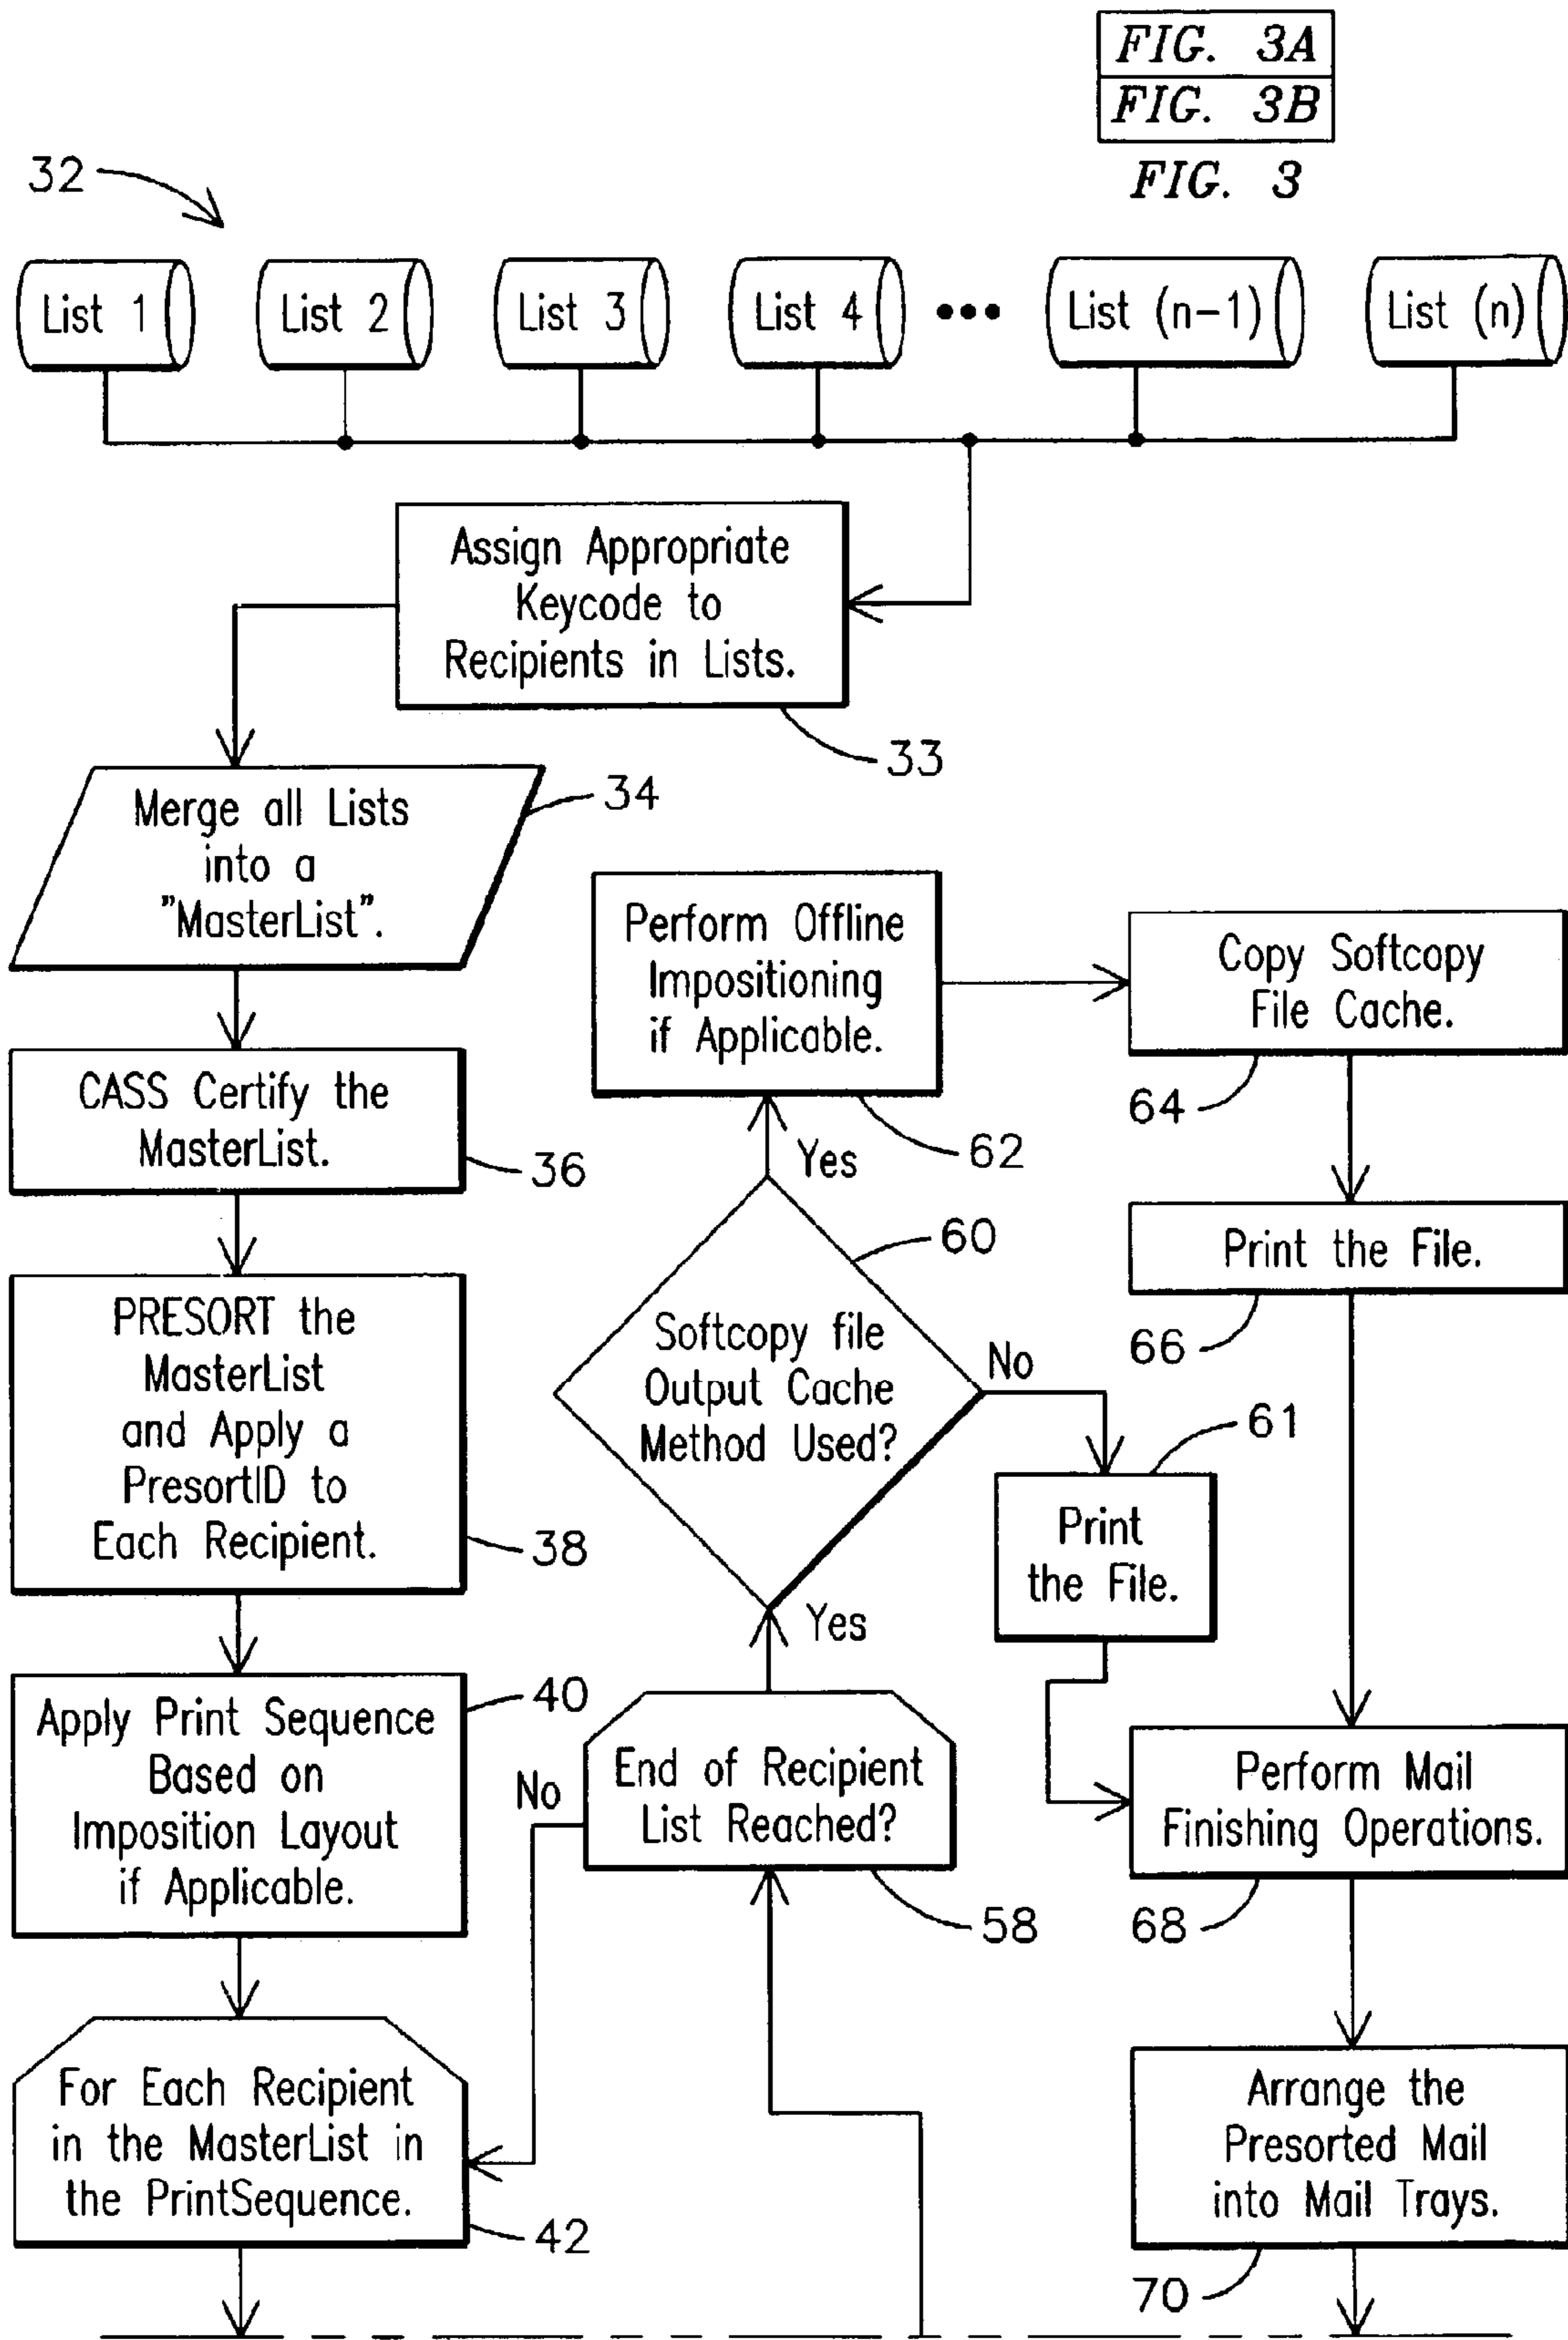 FIG. 3A
FIG. 3B
FIG. 3
32
List 1
List 2
List 3
List 4
•••
List (n-1)
List (n)
Assign Appropriate
Keycode to
Recipients in Lists.
33
Merge all Lists
into a
"MasterList".
34
CASS Certify the
MasterList.
36
PRESORT the
MasterList
and Apply a
PresortID to
Each Recipient.
38
Apply Print Sequence
Based on
Imposition Layout
if Applicable.
40
For Each Recipient
in the MasterList in
the PrintSequence.
42
Perform Offline
Impositioning
if Applicable.
62
Yes
Softcopy file
Output Cache
Method Used?
60
No
Print
the File.
61
Yes
End of Recipient
List Reached?
58
No
Copy Softcopy
File Cache.
64
Print the File.
66
Perform Mail
Finishing Operations.
68
Arrange the
Presorted Mail
into Mail Trays.
70